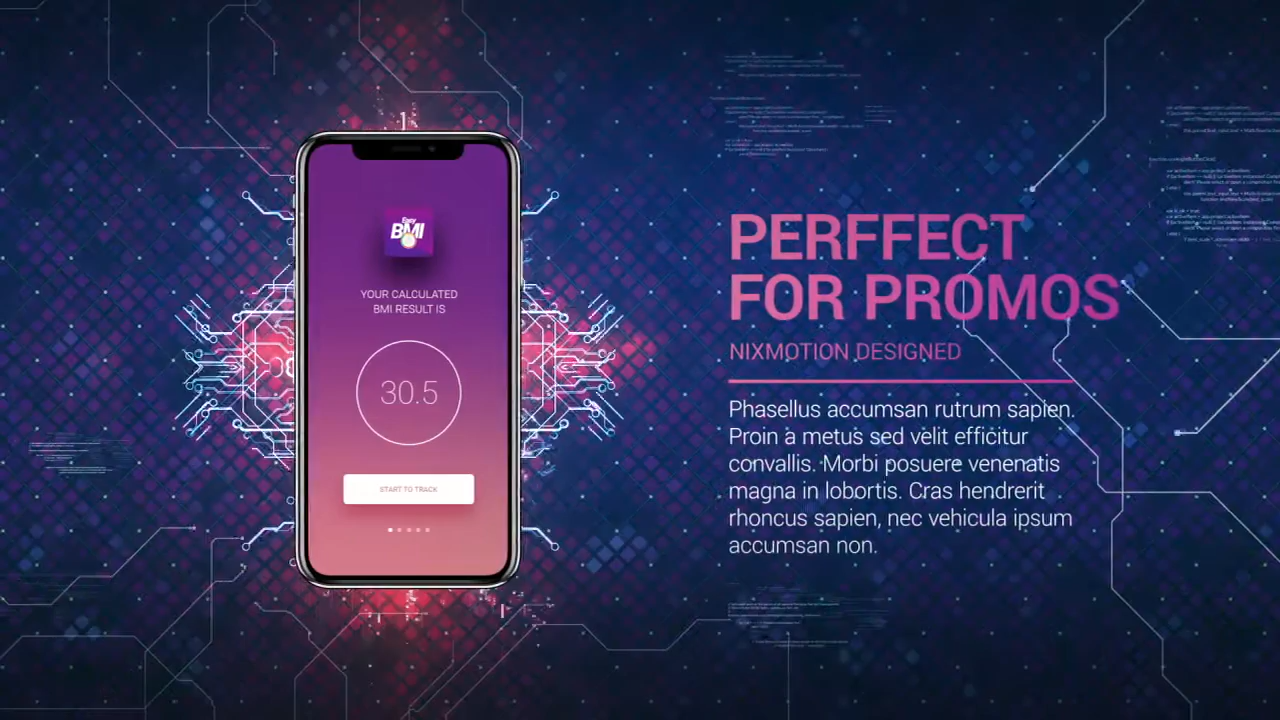 Easy
BMI
YOUR CALCULATED
BMI RESULT IS
30.5
START TO TRACK
PERFFECT
FOR PROMOS
NIXMOTION DESIGNED
Phasellus accumsan rutrum sapien.
Proin a metus sed velit efficitur
convallis. Morbi posuere venenatis
magna in lobortis. Cras hendrerit
rhoncus sapien, nec vehicula ipsum
accumsan non.